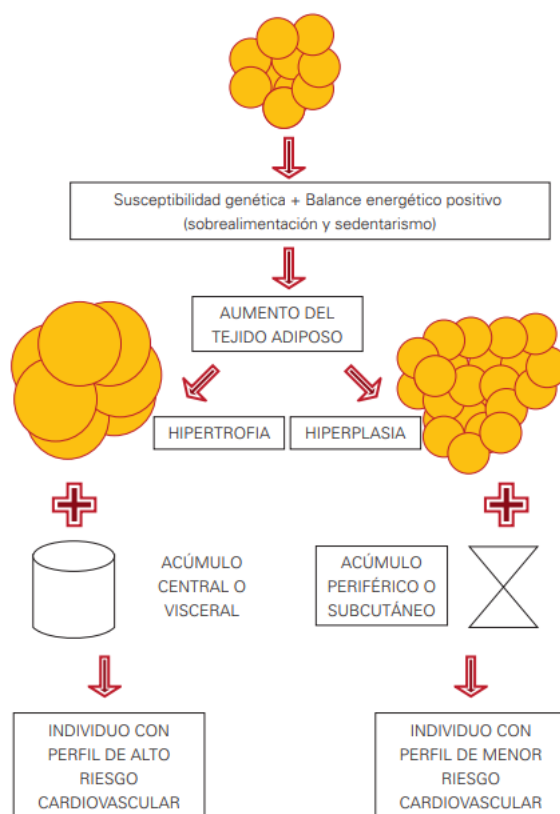 Susceptibilidad genética + Balance energético positivo
(sobrealimentación y sedentarismo)
AUMENTO DEL
TEJIDO ADIPOSO
HIPERTROFIA
HIPERPLASIA
ACÚMULO
CENTRAL O
VISCERAL
ACÚMULO
PERIFÉRICO O
SUBCUTÁNEO
INDIVIDUO CON
PERFIL DE ALTO
RIESGO
CARDIOVASCULAR
INDIVIDUO CON
PERFIL DE MENOR
RIESGO
CARDIOVASCULAR